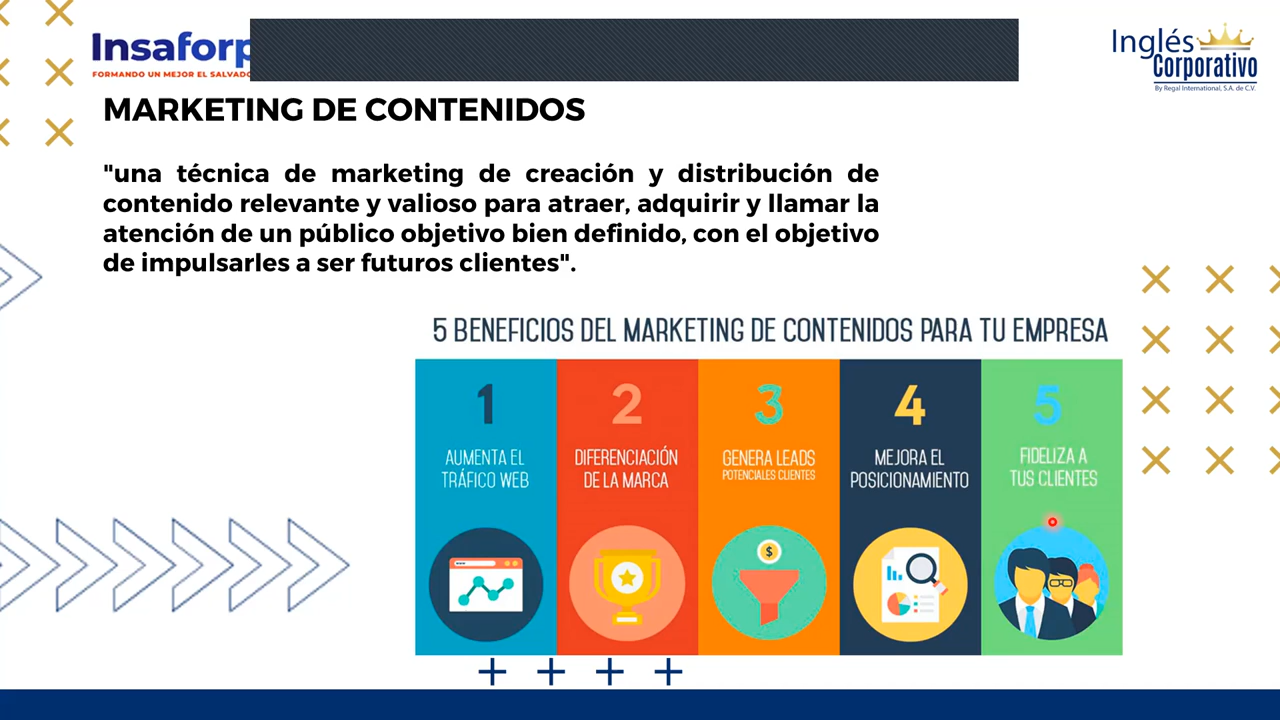 Insaforp
FORMANDO UN MEJOR EL SALVADO
Inglés
Corporativo
By Regal International, S.A. de C.V.
MARKETING DE CONTENIDOS
"una técnica de marketing de creación y distribución de
contenido relevante y valioso para atraer, adquirir y llamar la
atención de un público objetivo bien definido, con el objetivo
de impulsarles a ser futuros clientes".
5 BENEFICIOS DEL MARKETING DE CONTENIDOS PARA TU EMPRESA
1
AUMENTA EL
TRÁFICO WEB
2
DIFERENCIACIÓN
DE LA MARCA
3
GENERA LEADS
POTENCIALES CLIENTES
$
4
MEJORA EL
POSICIONAMIENTO
5
FIDELIZA A
TUS CLIENTES